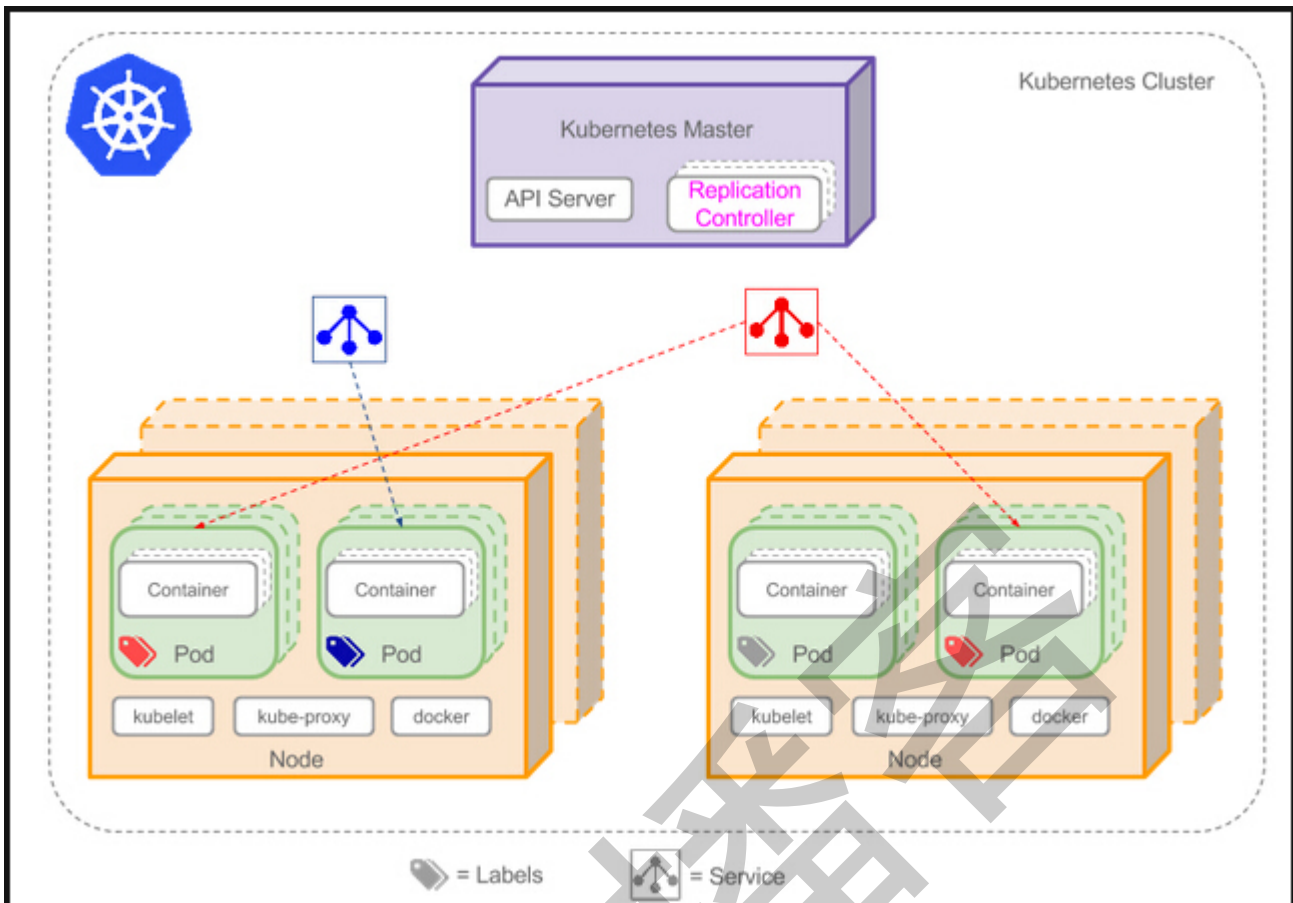 Kubernetes Cluster
Kubernetes Master
API Server
Replication
Controller
Container
Pod
Container
Pod
kubelet
kube-proxy
docker
Node
Container
Pod
Container
Pod
kubelet
kube-proxy
docker
Node
= Labels
= Service